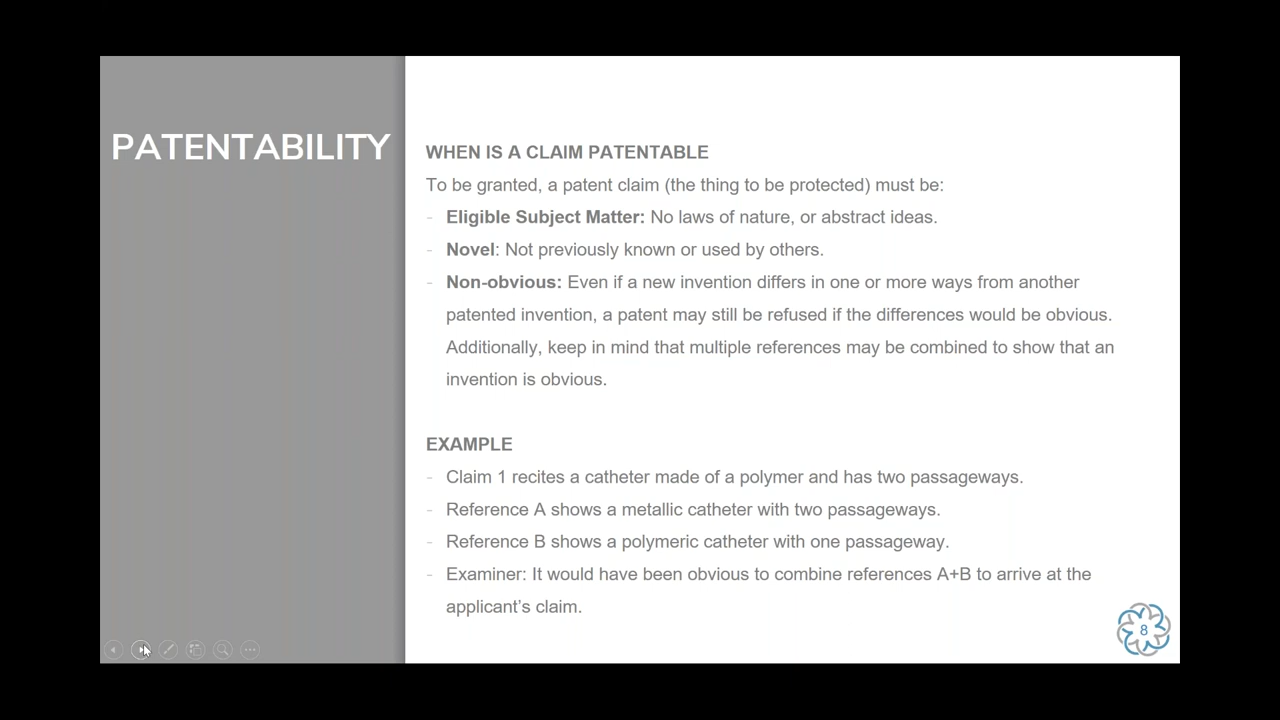 PATENTABILITY
WHEN IS A CLAIM PATENTABLE
To be granted, a patent claim (the thing to be protected) must be:
- Eligible Subject Matter: No laws of nature, or abstract ideas.
- Novel: Not previously known or used by others.
- Non-obvious: Even if a new invention differs in one or more ways from another
patented invention, a patent may still be refused if the differences would be obvious.
Additionally, keep in mind that multiple references may be combined to show that an
invention is obvious.
EXAMPLE
- Claim 1 recites a catheter made of a polymer and has two passageways.
- Reference A shows a metallic catheter with two passageways.
- Reference B shows a polymeric catheter with one passageway.
- Examiner: It would have been obvious to combine references A+B to arrive at the
applicant’s claim.
8